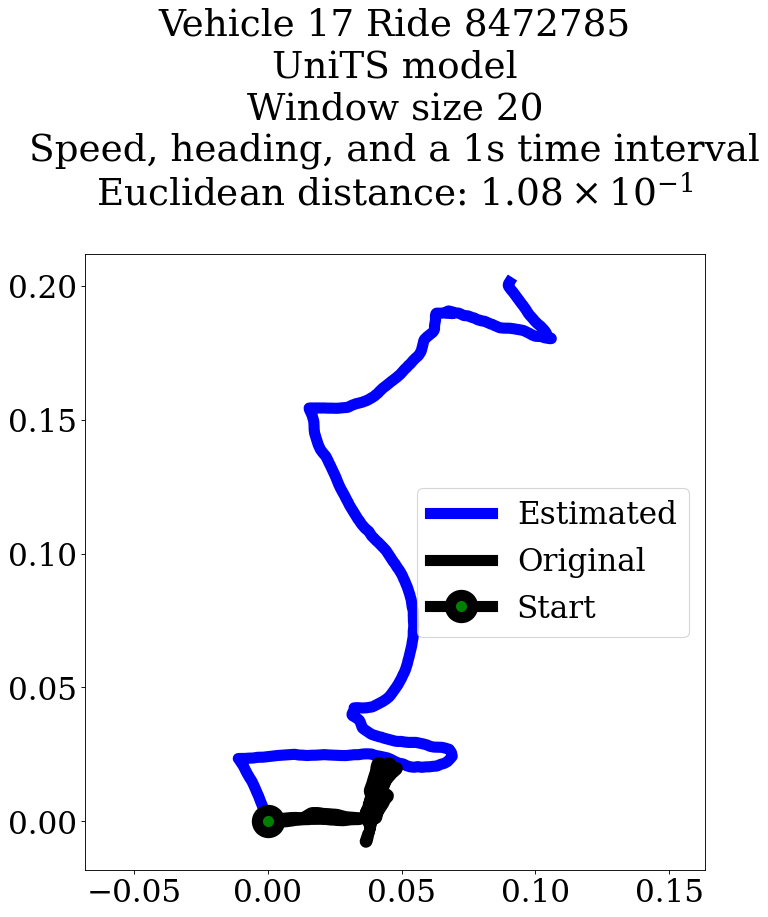 Vehicle 17 Ride 8472785
UniTS model
Window size 20
Speed, heading, and a 1s time interval
Euclidean distance: 1.08 × 10⁻¹
0.20
0.15
0.10
0.05
0.00
Estimated
Original
Start
−0.05 0.00 0.05 0.10 0.15